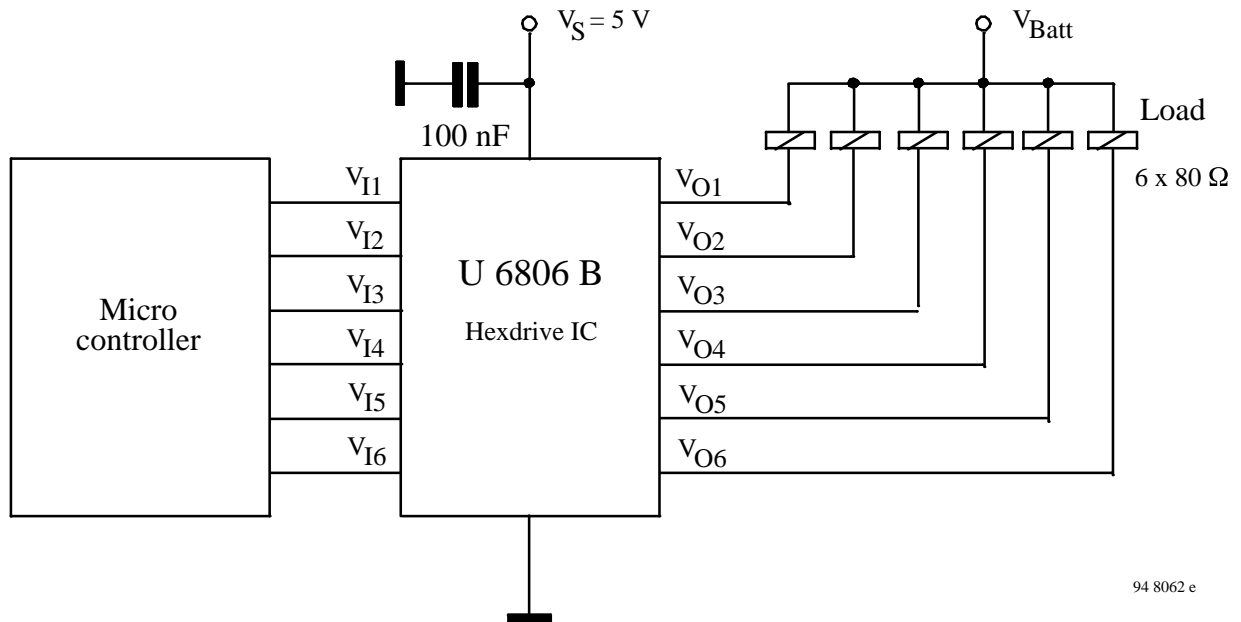 V_S = 5 V
V_Batt
100 nF
Load
6 x 80 Ω
V_I1
V_I2
V_I3
V_I4
V_I5
V_I6
Micro
controller
U 6806 B
Hexdrive IC
V_O1
V_O2
V_O3
V_O4
V_O5
V_O6
94 8062 e